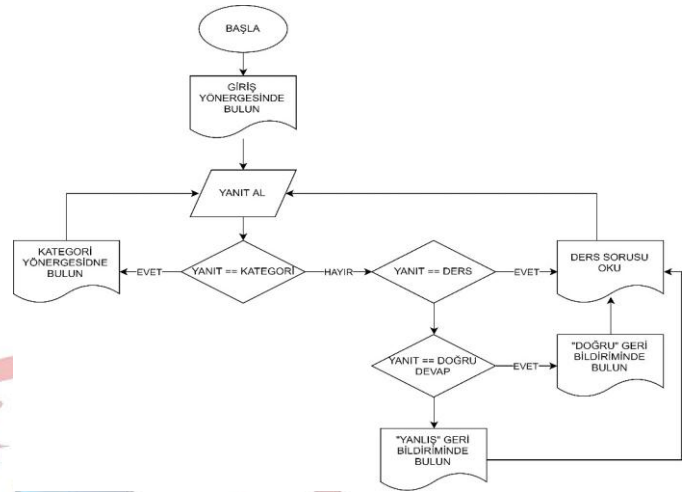 BAŞLA
GİRİŞ
YÖNERGESİNDE
BULUN
YANIT AL
KATEGORİ
YÖNERGESİDNE
BULUN
EVET
YANIT == KATEGORİ
HAYIR
YANIT == DERS
EVET
DERS SORUSU
OKU
YANIT == DOĞRU
DEVAP
EVET
"DOĞRU" GERİ
BİLDİRİMİNDE
BULUN
"YANLIŞ" GERİ
BİLDİRİMİNDE
BULUN